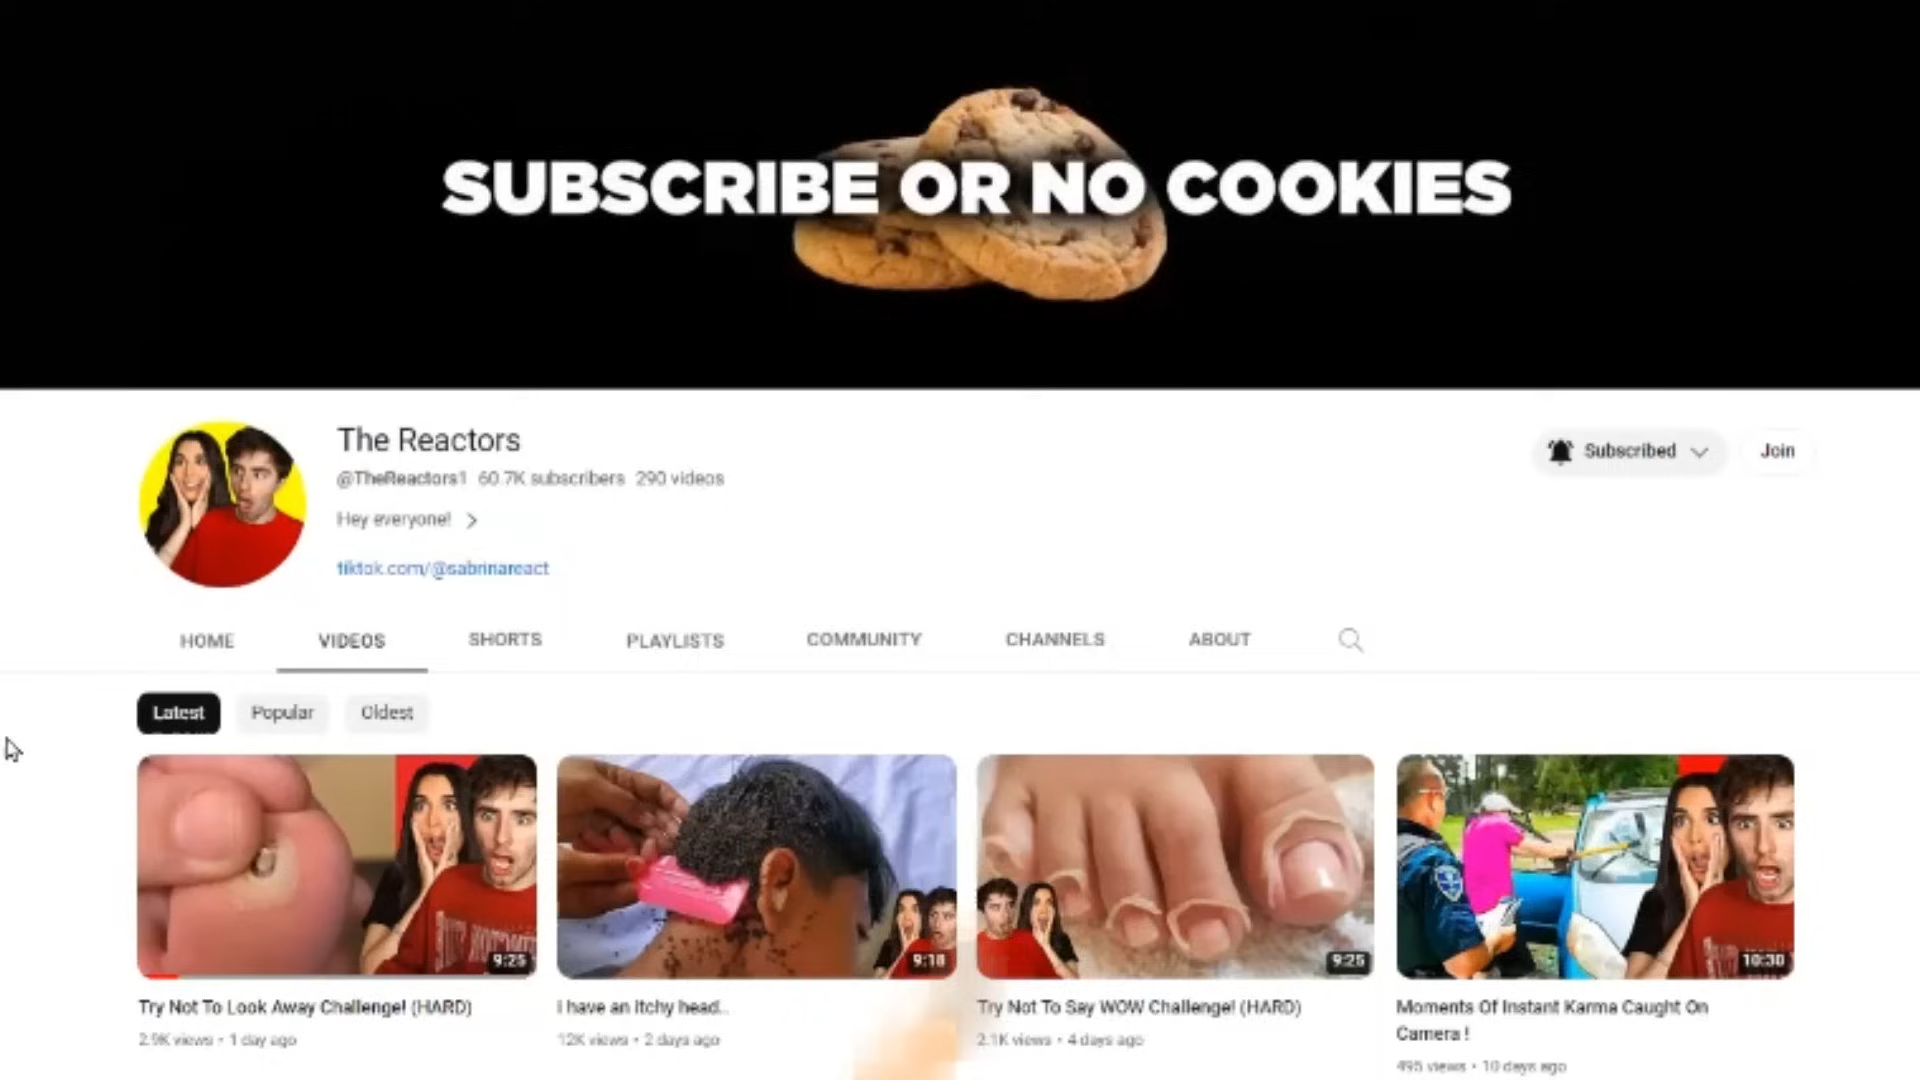 SUBSCRIBE OR NO COOKIES
The Reactors
@TheReactors1 60.7K subscribers 290 videos
Hey everyone!
tiktok.com/@sabrinareact
Subscribed
Join
HOME
VIDEOS
SHORTS
PLAYLISTS
COMMUNITY
CHANNELS
ABOUT
Latest
Popular
Oldest
9:25
9:18
9:25
10:30
Try Not To Look Away Challenge! (HARD)
2.9K views • 1 day ago
I have an itchy head..
12K views • 2 days ago
Try Not To Say WOW Challenge! (HARD)
2.1K views • 4 days ago
Moments Of Instant Karma Caught On
Camera !
495 views • 10 days ago